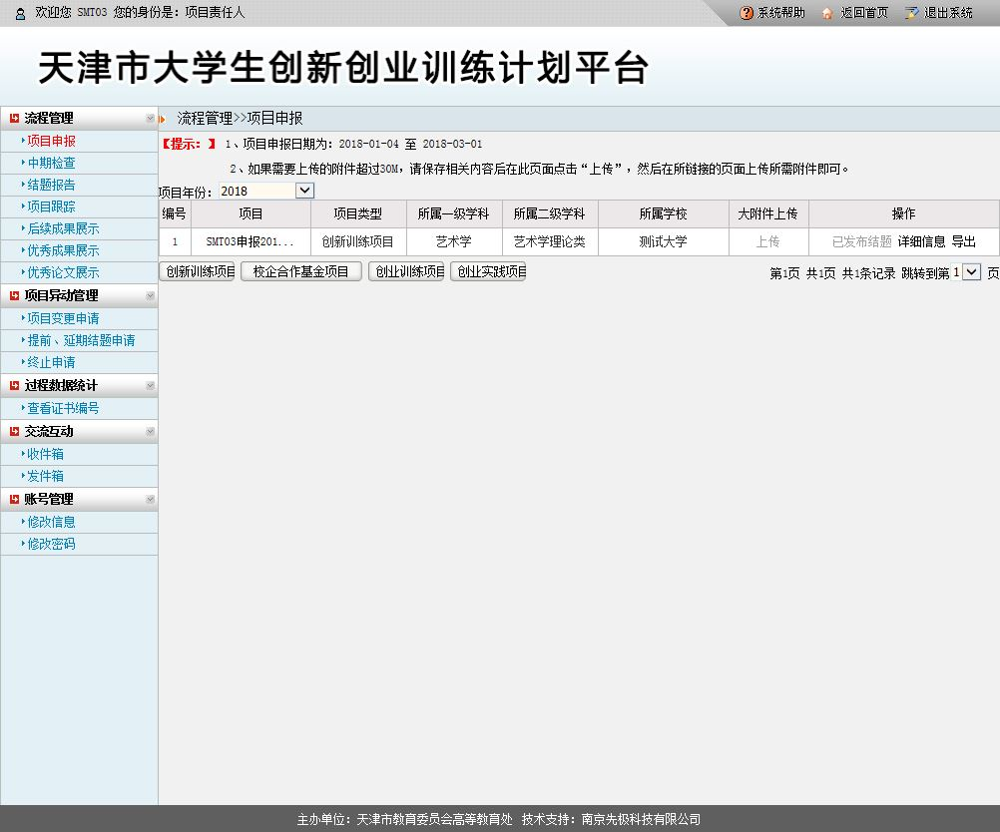 欢迎您 SMT03 您的身份是：项目责任人
系统帮助 返回首页 退出系统
天津市大学生创新创业训练计划平台
流程管理
项目申报
中期检查
结题报告
项目跟踪
后续成果展示
优秀成果展示
优秀论文展示
项目异动管理
项目变更申请
提前、延期结题申请
终止申请
过程数据统计
查看证书编号
交流互动
收件箱
发件箱
账号管理
修改信息
修改密码
流程管理>>项目申报
【提示：】 1、项目申报日期为：2018-01-04 至 2018-03-01
2、如果需要上传的附件超过30M，请保存相关内容后在此页面点击“上传”，然后在所链接的页面上传所需附件即可。
项目年份：2018
编号 项目 项目类型 所属一级学科 所属二级学科 所属学校 大附件上传 操作
1 SMT03申报201... 创新训练项目 艺术学 艺术学理论类 测试大学 上传 已发布结题 详细信息 导出
创新训练项目 校企合作基金项目 创业训练项目 创业实践项目 第1页 共1页 共1条记录 跳转到第 1 页
主办单位：天津市教育委员会高等教育处 技术支持：南京先极科技有限公司